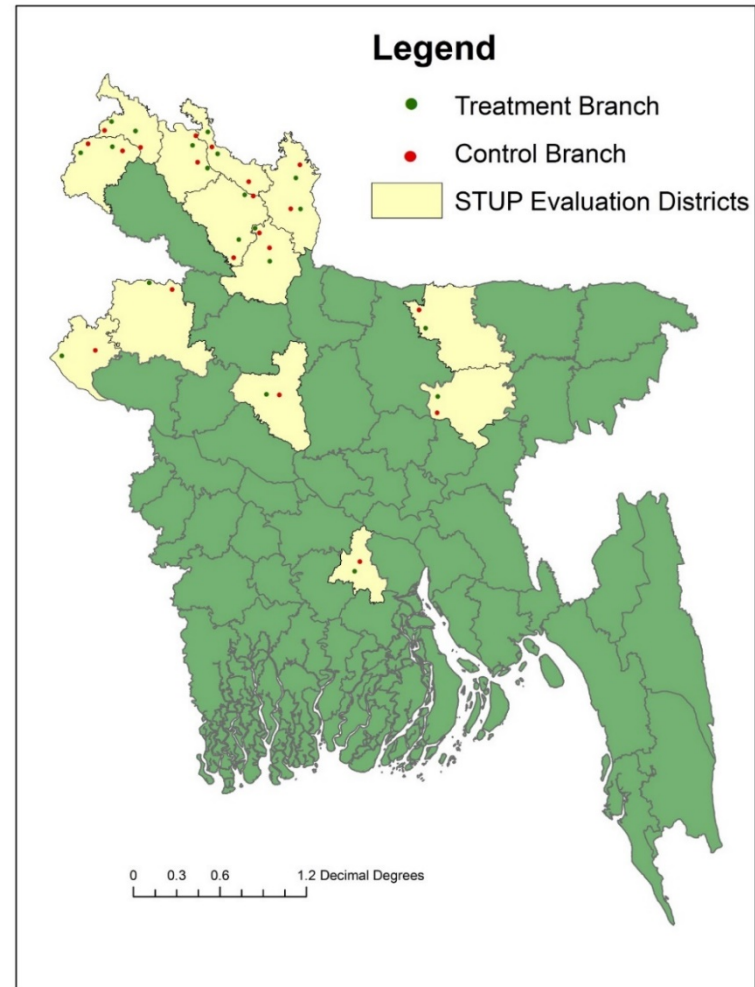 Legend
Treatment Branch
Control Branch
STUP Evaluation Districts
0 0.3 0.6 1.2 Decimal Degrees